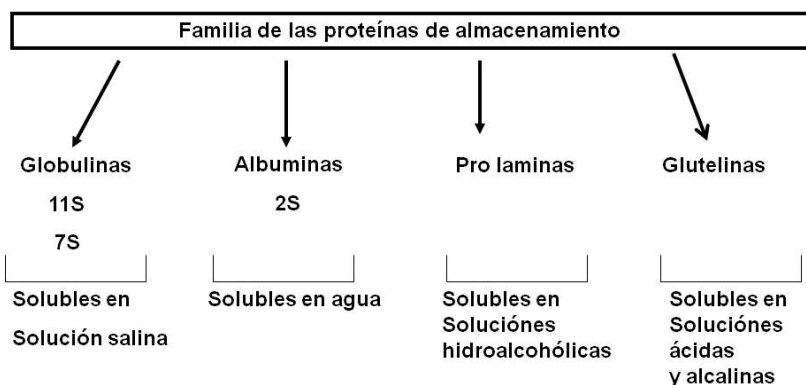 Familia de las proteínas de almacenamiento
Globulinas
11S
7S
Solubles en
Solución salina
Albuminas
2S
Solubles en agua
Pro laminas
Solubles en
Soluciónes
hidroalcohólicas
Glutelinas
Solubles en
Soluciónes
ácidas
y alcalinas